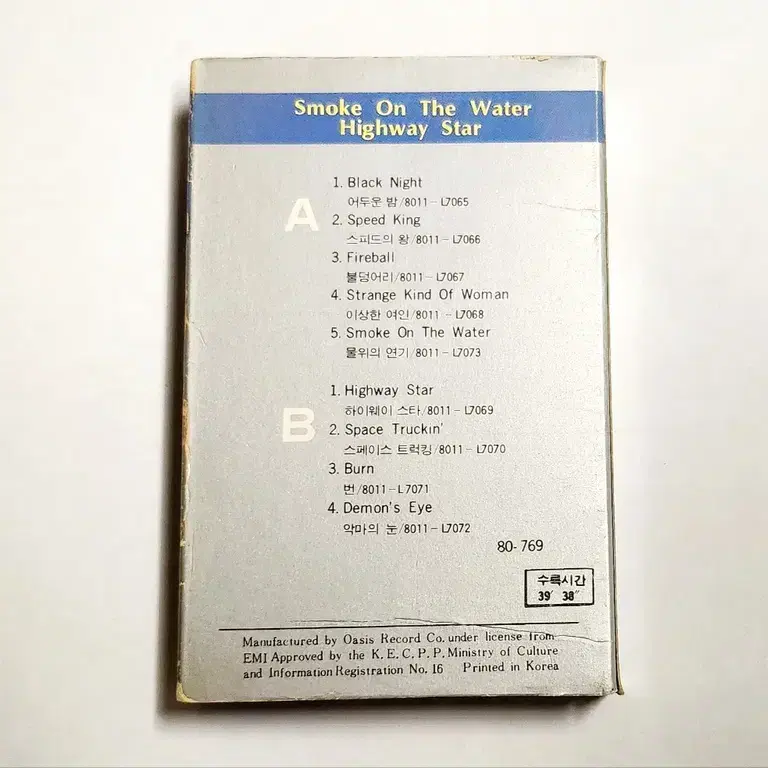 Smoke On The Water
Highway Star
A
1. Black Night
어두운 밤/8011-L7065
2. Speed King
스피드의 왕/8011-L7066
3. Fireball
불덩어리/8011-L7067
4. Strange Kind Of Woman
이상한 여인/8011-L7068
5. Smoke On The Water
물위의 연기/8011-L7073
B
1. Highway Star
하이웨이 스타/8011-L7069
2. Space Truckin'
스페이스 트럭킹/8011-L7070
3. Burn
번/8011-L7071
4. Demon's Eye
악마의 눈/8011-L7072
80-769
수록시간
39′ 38″
Manufactured by Oasis Record Co. under license from
EMI Approved by the K.E.C.P.P. Ministry of Culture
and Information Registration No. 16 Printed in Korea